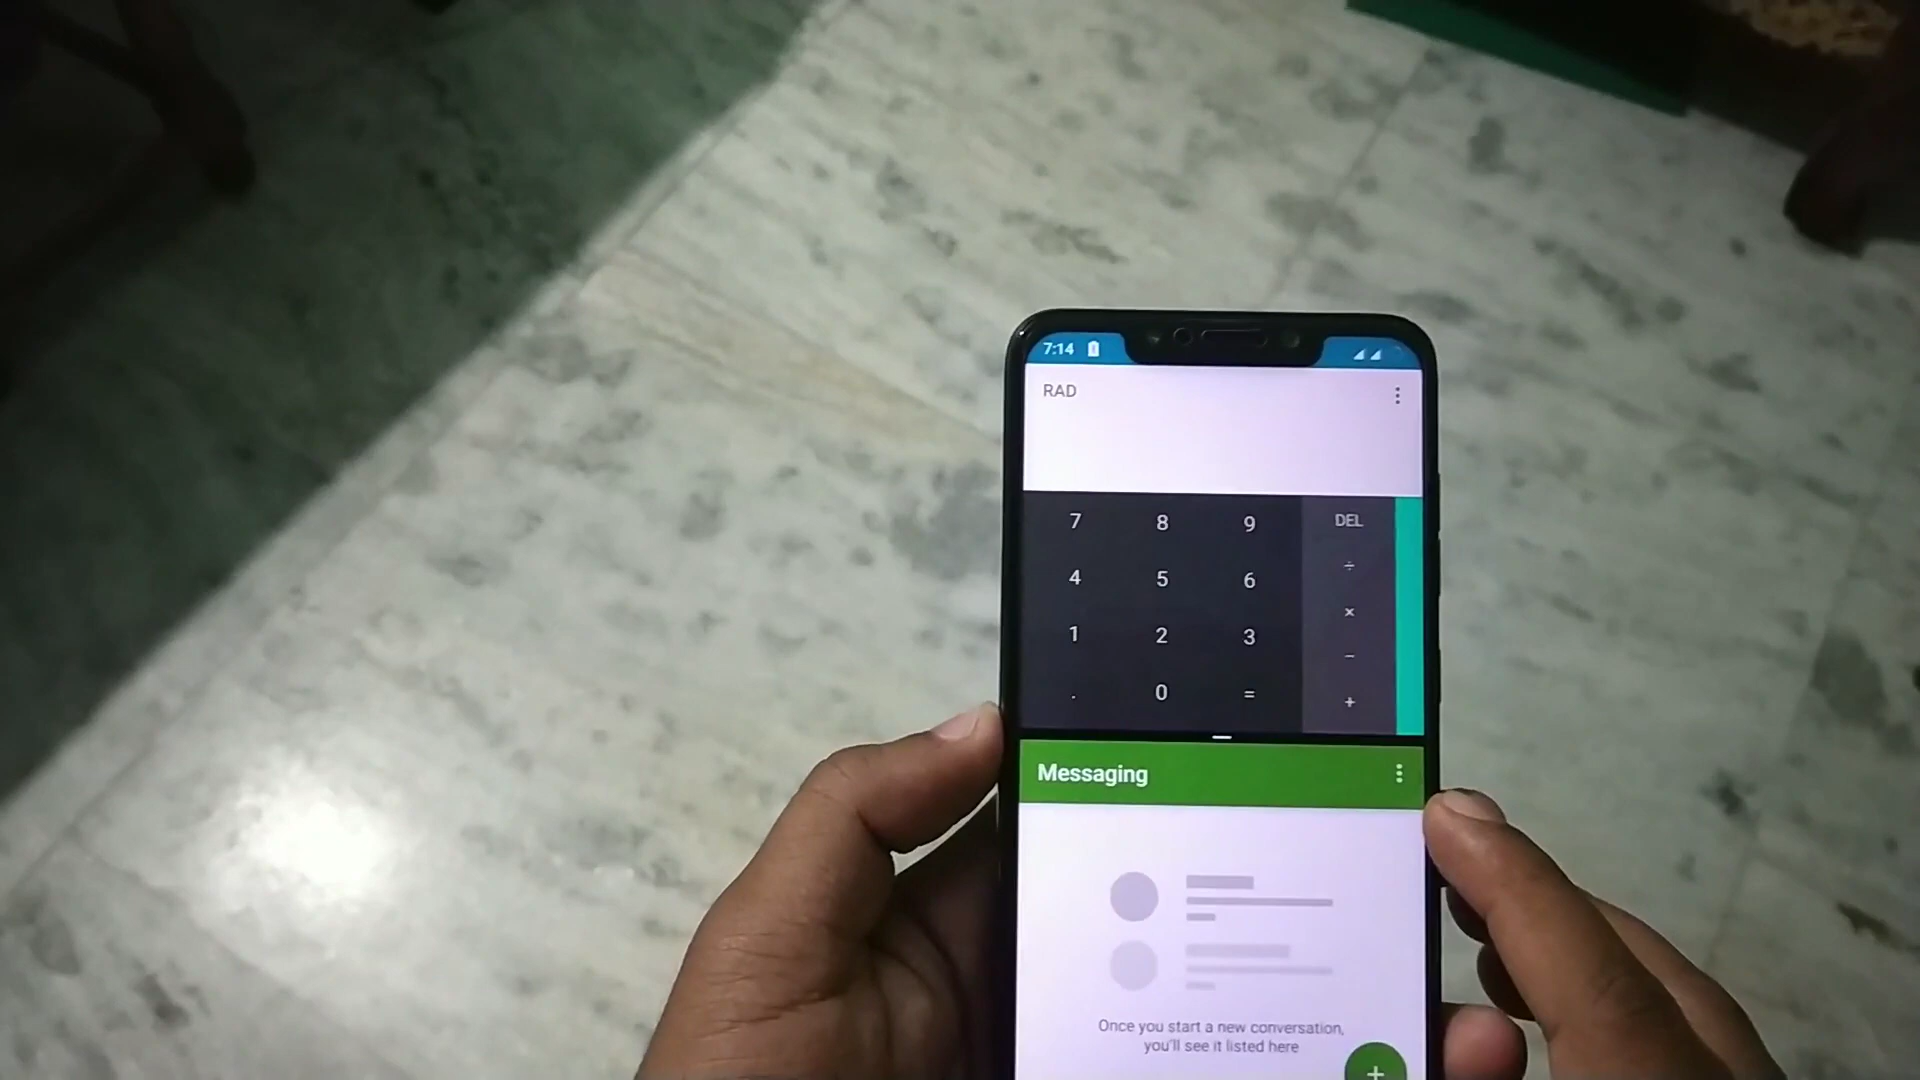 7:14
RAD
7 8 9 DEL
÷
4 5 6
×
1 2 3
−
. 0 =
+
Messaging
Once you start a new conversation,
you'll see it listed here
+